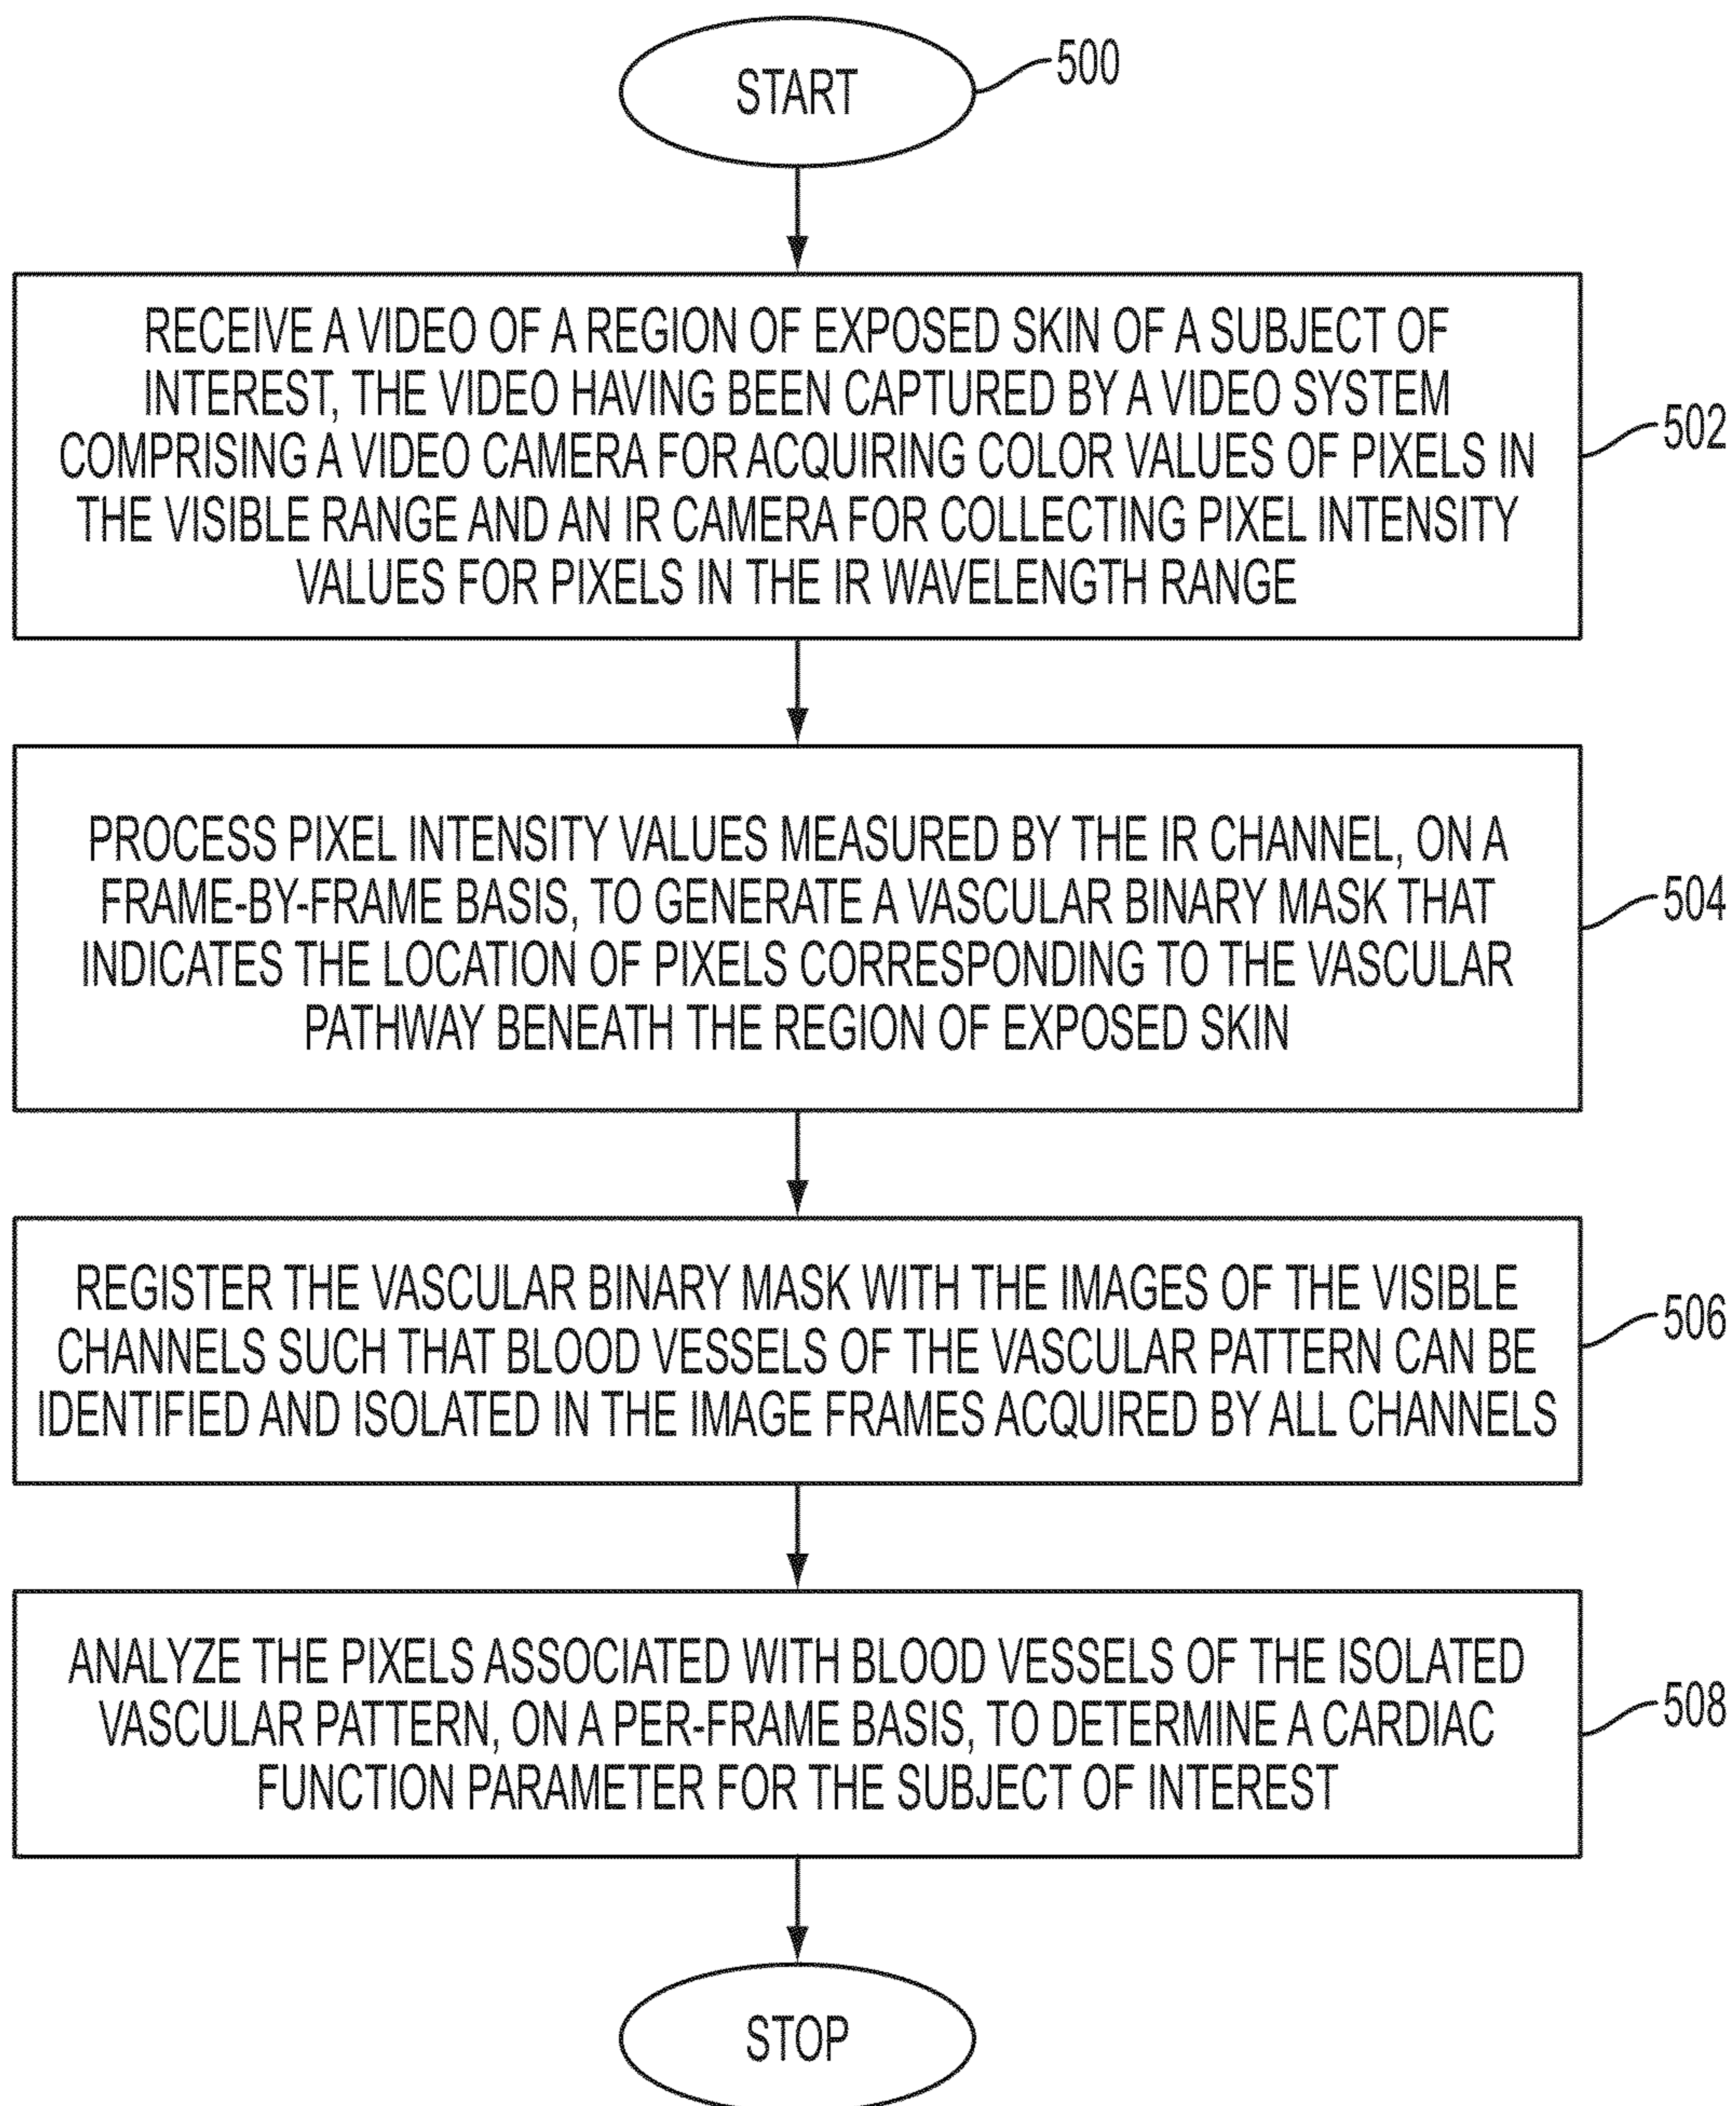 START
500
RECEIVE A VIDEO OF A REGION OF EXPOSED SKIN OF A SUBJECT OF
INTEREST, THE VIDEO HAVING BEEN CAPTURED BY A VIDEO SYSTEM
COMPRISING A VIDEO CAMERA FOR ACQUIRING COLOR VALUES OF PIXELS IN
THE VISIBLE RANGE AND AN IR CAMERA FOR COLLECTING PIXEL INTENSITY
VALUES FOR PIXELS IN THE IR WAVELENGTH RANGE
502
PROCESS PIXEL INTENSITY VALUES MEASURED BY THE IR CHANNEL, ON A
FRAME-BY-FRAME BASIS, TO GENERATE A VASCULAR BINARY MASK THAT
INDICATES THE LOCATION OF PIXELS CORRESPONDING TO THE VASCULAR
PATHWAY BENEATH THE REGION OF EXPOSED SKIN
504
REGISTER THE VASCULAR BINARY MASK WITH THE IMAGES OF THE VISIBLE
CHANNELS SUCH THAT BLOOD VESSELS OF THE VASCULAR PATTERN CAN BE
IDENTIFIED AND ISOLATED IN THE IMAGE FRAMES ACQUIRED BY ALL CHANNELS
506
ANALYZE THE PIXELS ASSOCIATED WITH BLOOD VESSELS OF THE ISOLATED
VASCULAR PATTERN, ON A PER-FRAME BASIS, TO DETERMINE A CARDIAC
FUNCTION PARAMETER FOR THE SUBJECT OF INTEREST
508
STOP